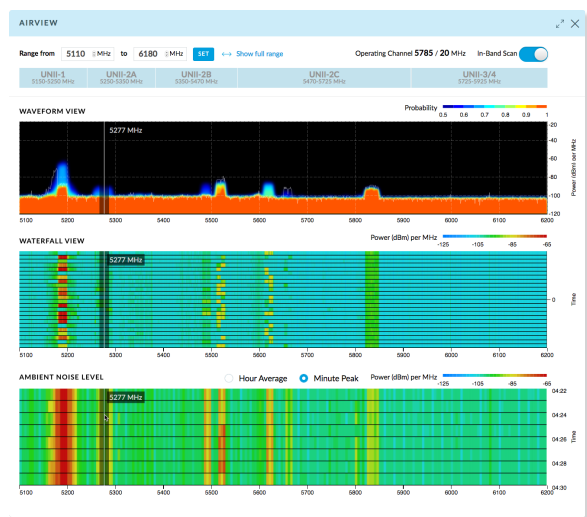 AIRVIEW
Range from 5110 MHz to 6180 MHz SET Show full range Operating Channel 5785 / 20 MHz In-Band Scan
UNII-1 UNII-2A UNII-2B UNII-2C UNII-3/4
5150-5250 MHz 5250-5350 MHz 5350-5470 MHz 5470-5725 MHz 5725-5925 MHz
WAVEFORM VIEW Probability 0.5 0.6 0.7 0.8 0.9 1
5277 MHz
-20
-40
-60
-80
-100
-120
Power (dBm) per MHz
5100 5200 5300 5400 5500 5600 5700 5800 5900 6000 6100 6200
WATERFALL VIEW Power (dBm) per MHz -125 -105 -85 -65
5277 MHz
0
Time
5100 5200 5300 5400 5500 5600 5700 5800 5900 6000 6100 6200
AMBIENT NOISE LEVEL Hour Average Minute Peak Power (dBm) per MHz -125 -105 -85 -65
5277 MHz
04:22
04:24
04:26
04:28
04:30
Time
5100 5200 5300 5400 5500 5600 5700 5800 5900 6000 6100 6200